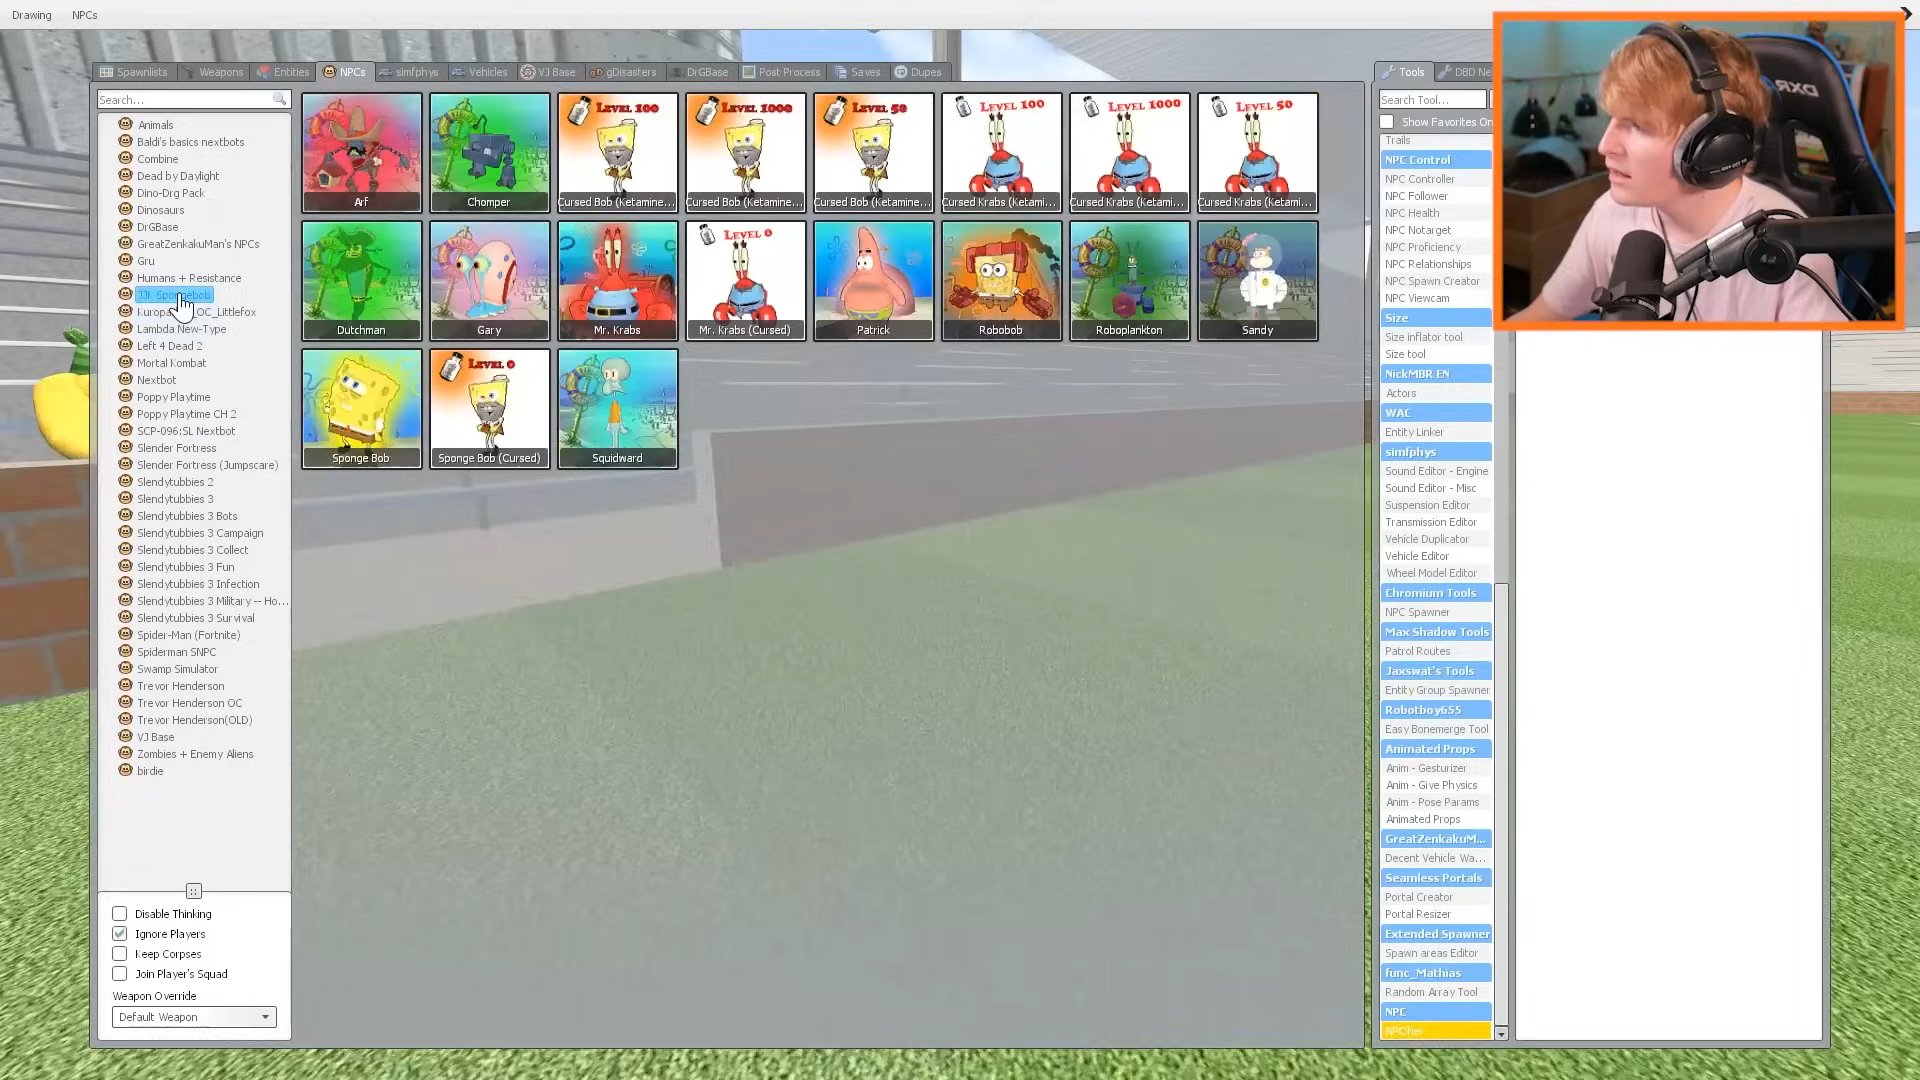 Drawing NPCs
Spawnlists Weapons Entities NPCs simfphys Vehicles VJ Base gDisasters DrGBase Post Process Saves Dupes
Search...
Animals
Baldi's basics nextbots
Combine
Dead by Daylight
Dino-Drg Pack
Dinosaurs
DrGBase
GreatZenkakuMan's NPCs
Gru
Humans + Resistance
Lambda New-Type
Left 4 Dead 2
Mortal Kombat
Nextbot
Poppy Playtime
Poppy Playtime CH 2
SCP-096:SL Nextbot
Slender Fortress
Slender Fortress (Jumpscare)
Slendytubbies 2
Slendytubbies 3
Slendytubbies 3 Bots
Slendytubbies 3 Campaign
Slendytubbies 3 Collect
Slendytubbies 3 Fun
Slendytubbies 3 Infection
Slendytubbies 3 Military -- Ho...
Slendytubbies 3 Survival
Spider-Man (Fortnite)
Spiderman SNPC
Swamp Simulator
Trevor Henderson
Trevor Henderson OC
Trevor Henderson(OLD)
VJ Base
Zombies + Enemy Aliens
birdie
Disable Thinking
Ignore Players
Keep Corpses
Join Player's Squad
Weapon Override
Default Weapon
LEVEL 100 LEVEL 1000 LEVEL 50 LEVEL 100 LEVEL 1000 LEVEL 50
Arf Chomper Cursed Bob (Ketamine... Cursed Bob (Ketamine... Cursed Bob (Ketamine... Cursed Krabs (Ketami... Cursed Krabs (Ketami... Cursed Krabs (Ketami...
LEVEL 0
Dutchman Gary Mr. Krabs Mr. Krabs (Cursed) Patrick Robobob Roboplankton Sandy
LEVEL 0
Sponge Bob Sponge Bob (Cursed) Squidward
Tools
Search Tool...
Show Favorites
Trails
NPC Control
NPC Controller
NPC Follower
NPC Health
NPC Notarget
NPC Proficiency
NPC Relationships
NPC Spawn Creator
NPC Viewcam
Size
Size inflator tool
Size tool
NickMBR EN
Actors
WAC
Entity Linker
simfphys
Sound Editor - Engine
Sound Editor - Misc
Suspension Editor
Transmission Editor
Vehicle Duplicator
Vehicle Editor
Wheel Model Editor
Chromium Tools
NPC Spawner
Max Shadow Tools
Patrol Routes
Jaxswat's Tools
Entity Group Spawner
Robotboy655
Easy Bonemerge Tool
Animated Props
Anim - Gesturizer
Anim - Give Physics
Anim - Pose Params
Animated Props
GreatZenkakuM...
Decent Vehicle Wa...
Seamless Portals
Portal Creator
Portal Resizer
Extended Spawner
Spawn areas Editor
func_Mathias
Random Array Tool
NPC
NPCifier
DXR